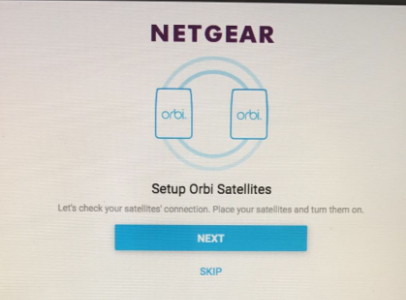 NETGEAR
orbi. orbi.
Setup Orbi Satellites
Let's check your satellites' connection. Place your satellites and turn them on.
NEXT
SKIP